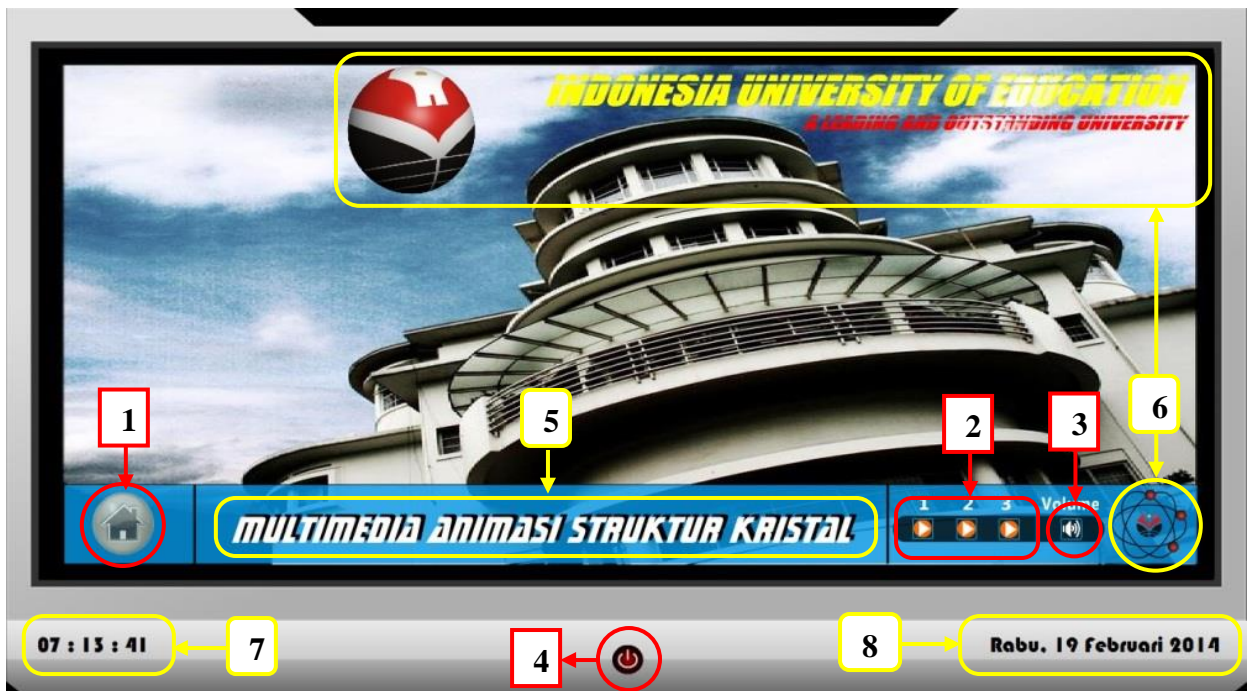 INDONESIA UNIVERSITY OF EDUCATION
A LEADING AND OUTSTANDING UNIVERSITY
1
5
2
3
6
1 2 3 Volume
MULTIMEDIA ANIMASI STRUKTUR KRISTAL
07 : 13 : 41
7
4
8
Rabu, 19 Februari 2014